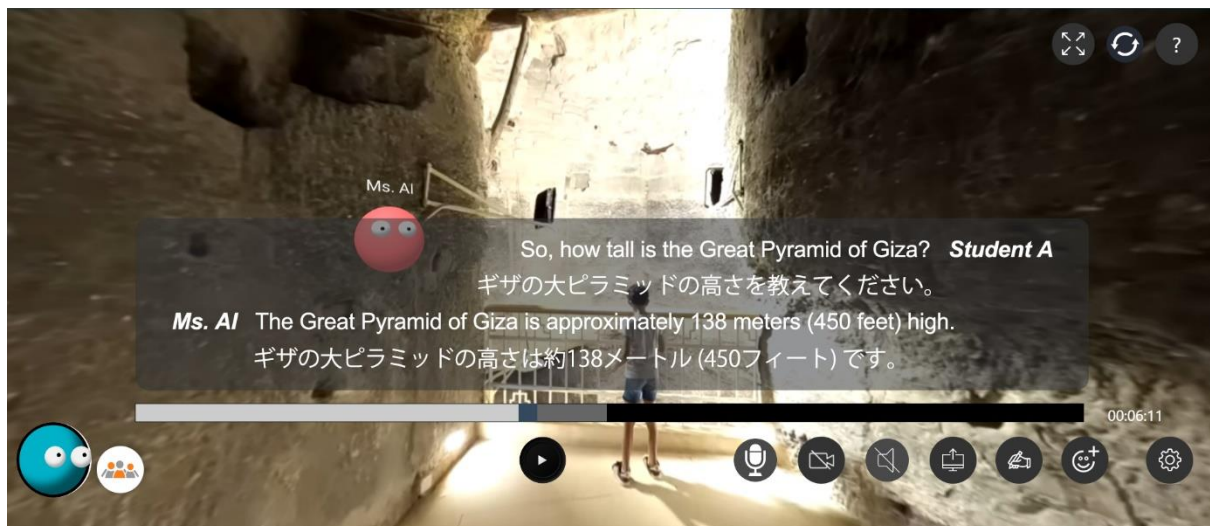 ?
Ms. AI
So, how tall is the Great Pyramid of Giza? Student A
ギザの大ピラミッドの高さを教えてください。
Ms. AI The Great Pyramid of Giza is approximately 138 meters (450 feet) high.
ギザの大ピラミッドの高さは約138メートル (450フィート) です。
00:06:11